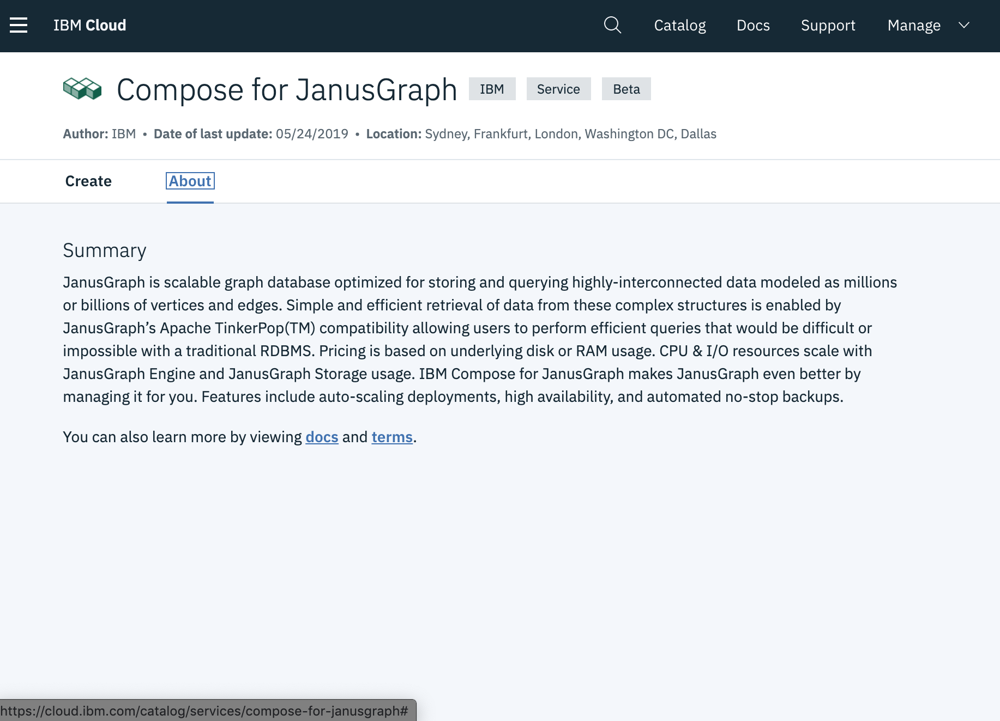 IBM Cloud
Catalog Docs Support Manage
Compose for JanusGraph IBM Service Beta
Author: IBM • Date of last update: 05/24/2019 • Location: Sydney, Frankfurt, London, Washington DC, Dallas
Create About
Summary
JanusGraph is scalable graph database optimized for storing and querying highly-interconnected data modeled as millions
or billions of vertices and edges. Simple and efficient retrieval of data from these complex structures is enabled by
JanusGraph’s Apache TinkerPop(TM) compatibility allowing users to perform efficient queries that would be difficult or
impossible with a traditional RDBMS. Pricing is based on underlying disk or RAM usage. CPU & I/O resources scale with
JanusGraph Engine and JanusGraph Storage usage. IBM Compose for JanusGraph makes JanusGraph even better by
managing it for you. Features include auto-scaling deployments, high availability, and automated no-stop backups.
You can also learn more by viewing docs and terms.
https://cloud.ibm.com/catalog/services/compose-for-janusgraph#